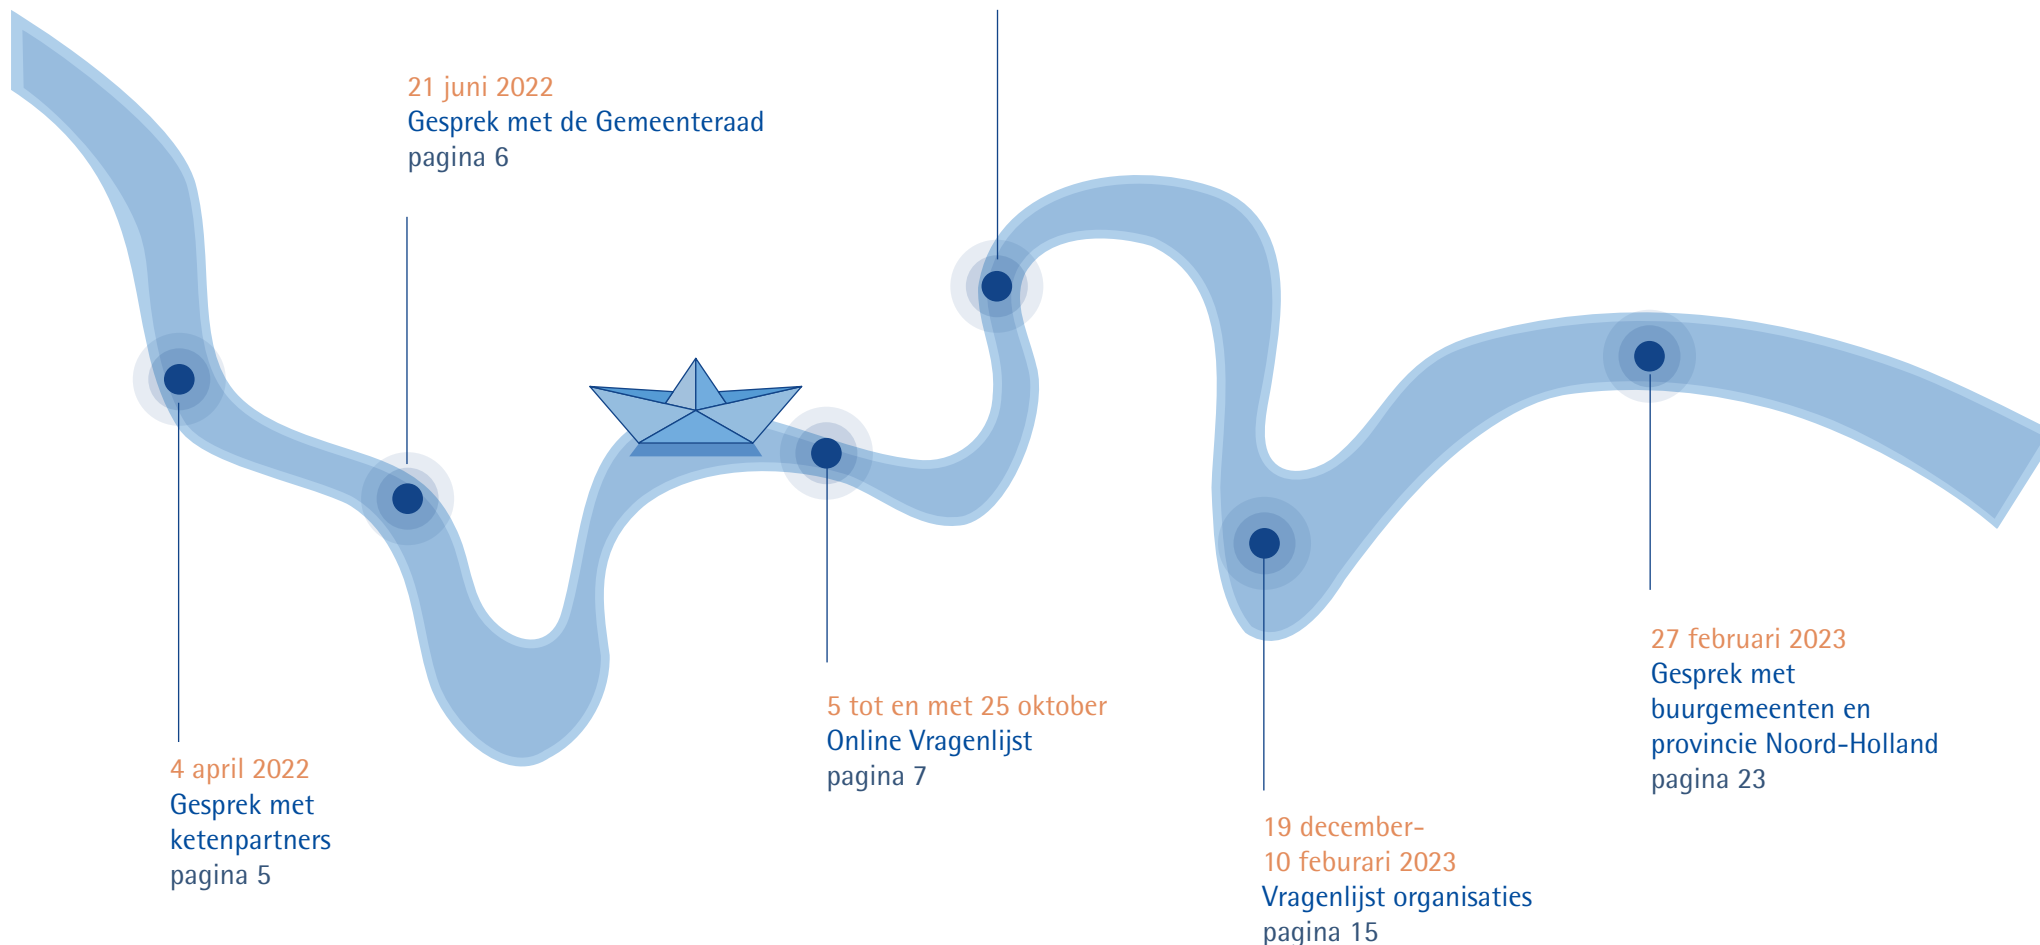 21 juni 2022
Gesprek met de Gemeenteraad
pagina 6
4 april 2022
Gesprek met
ketenpartners
pagina 5
5 tot en met 25 oktober
Online Vragenlijst
pagina 7
19 december-
10 feburari 2023
Vragenlijst organisaties
pagina 15
27 februari 2023
Gesprek met
buurgemeenten en
provincie Noord-Holland
pagina 23